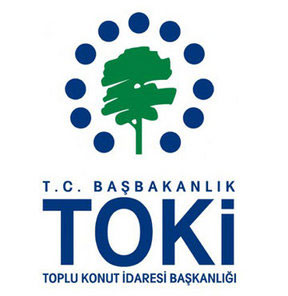 T.C. BAŞBAKANLIK
TOKİ
TOPLU KONUT İDARESİ BAŞKANLIĞI